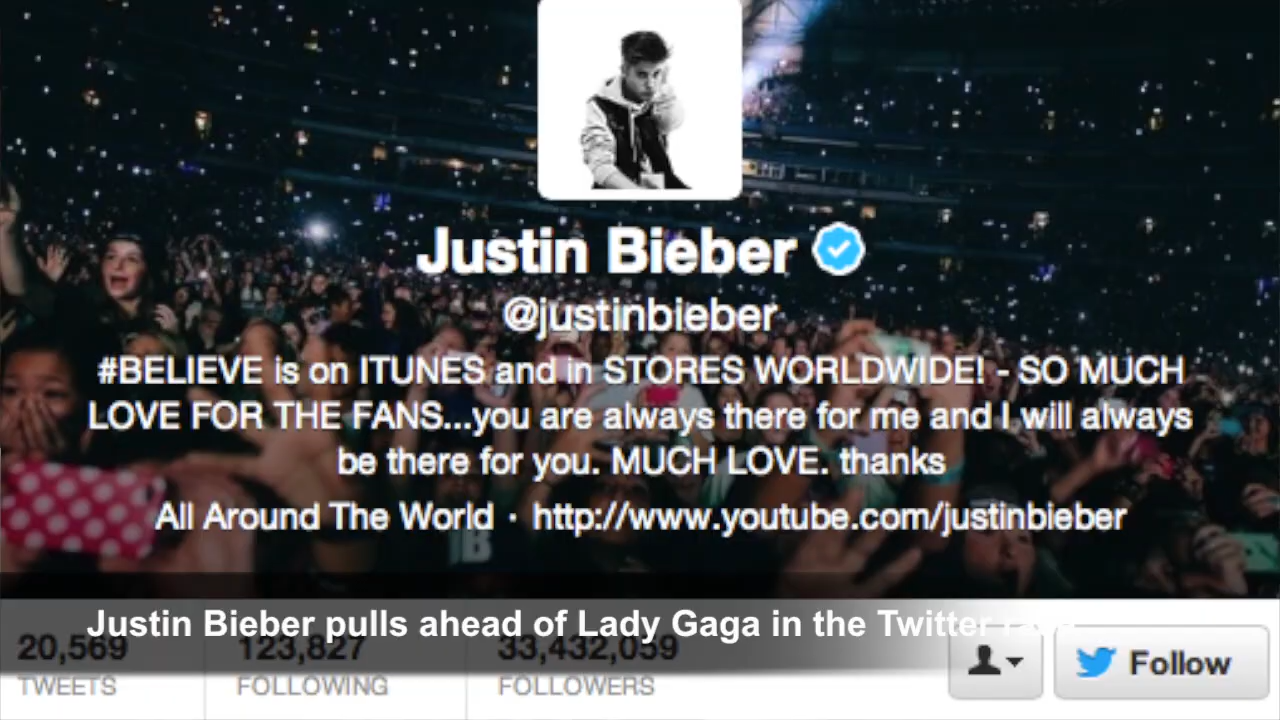 Justin Bieber
@justinbieber
#BELIEVE is on ITUNES and in STORES WORLDWIDE! - SO MUCH
LOVE FOR THE FANS...you are always there for me and I will always
be there for you. MUCH LOVE. thanks
All Around The World · http://www.youtube.com/justinbieber
B
Justin Bieber pulls ahead of Lady Gaga in the Twitter race
20,569 123,827 33,432,059
TWEETS FOLLOWING FOLLOWERS
Follow